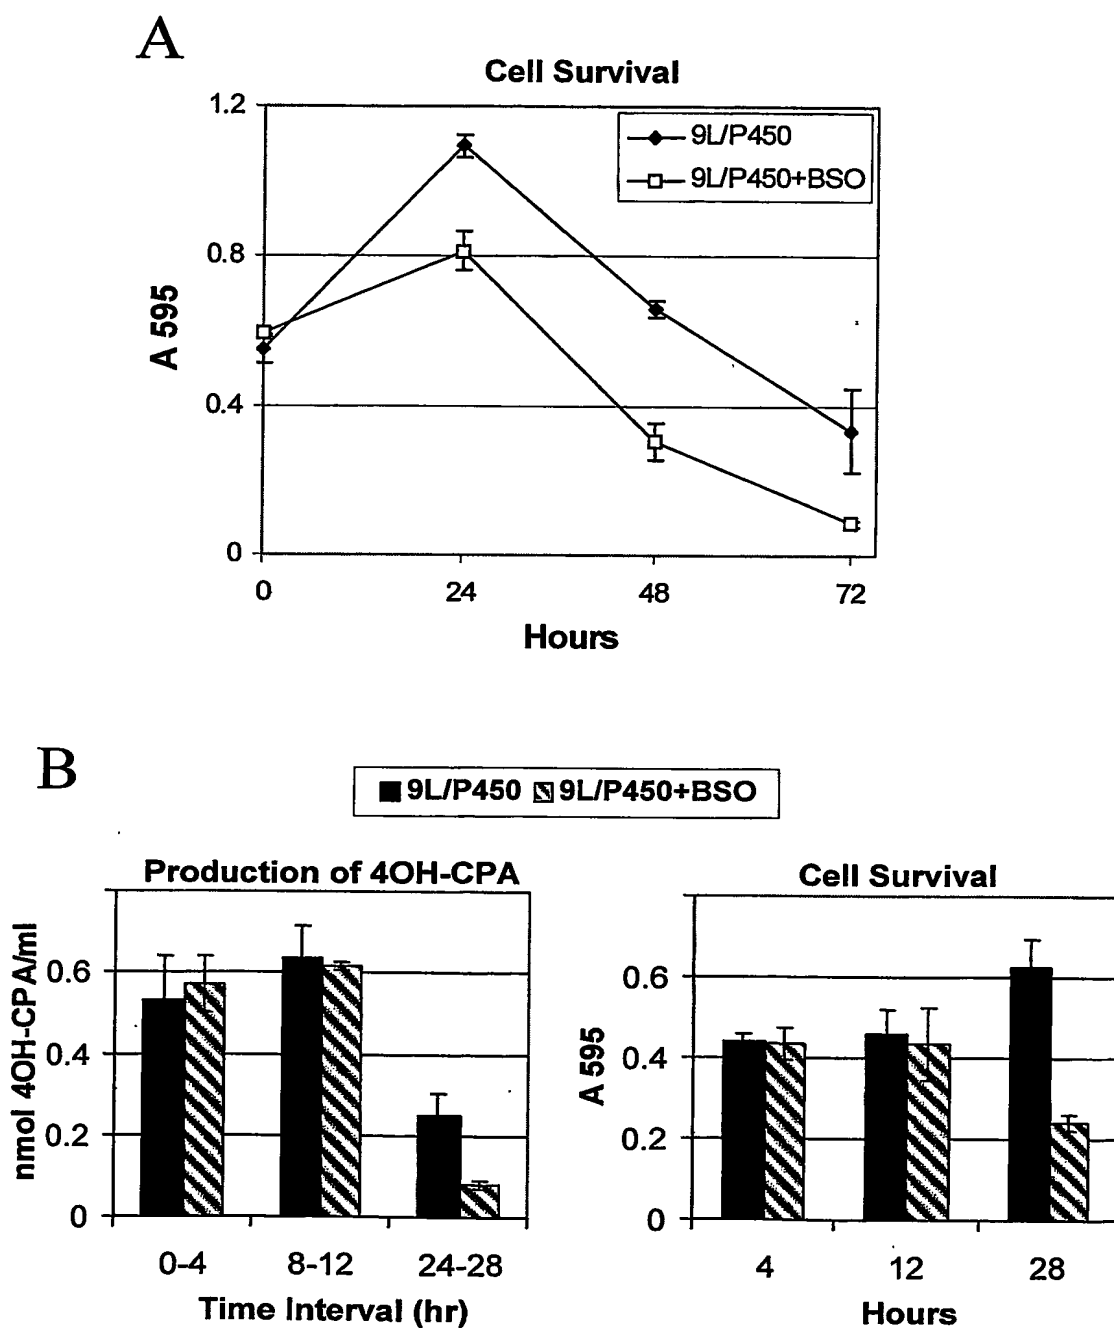 A
Cell Survival
1.2
0.8
0.4
0
A 595
9L/P450
9L/P450+BSO
0 24 48 72
Hours
B
9L/P450 9L/P450+BSO
Production of 4OH-CPA
nmol 4OH-CPA/ml
0.6
0.4
0.2
0
0-4 8-12 24-28
Time Interval (hr)
Cell Survival
A 595
0.6
0.4
0.2
0
4 12 28
Hours